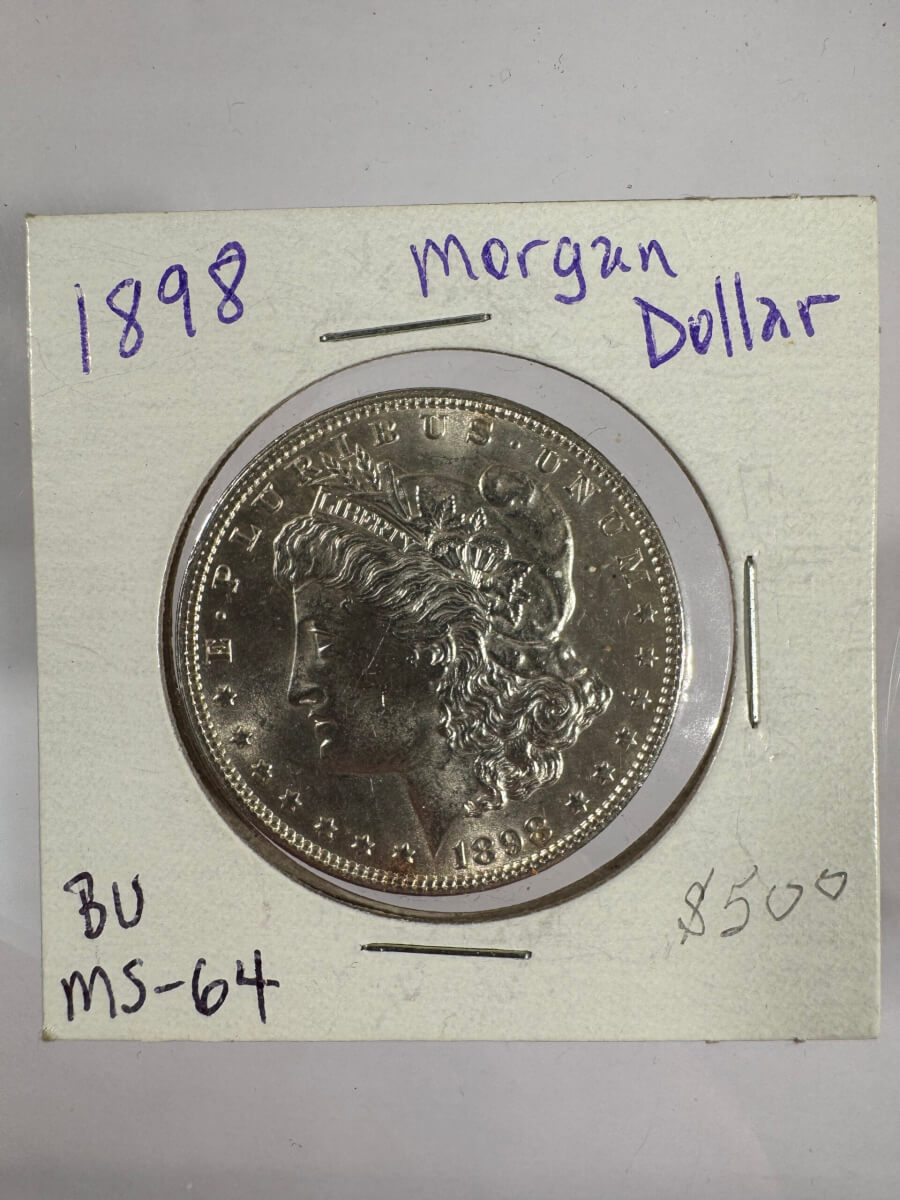 1898
Morgan
Dollar
E · PLURIBUS · UNUM
LIBERTY
1898
BU
MS-64
$500